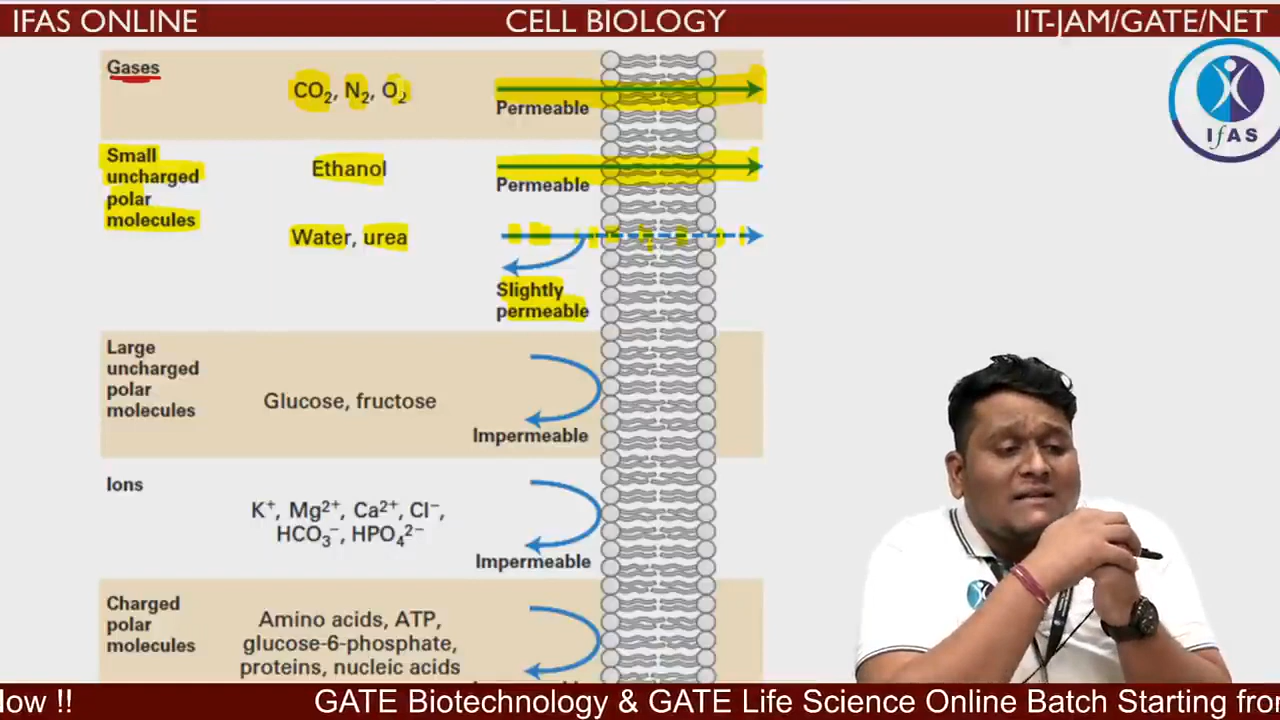 IFAS ONLINE
CELL BIOLOGY
IIT-JAM/GATE/NET
IfAS
Gases
CO₂, N₂, O₂
Permeable
Small
uncharged
polar
molecules
Ethanol
Permeable
Water, urea
Slightly
permeable
Large
uncharged
polar
molecules
Glucose, fructose
Impermeable
Ions
K⁺, Mg²⁺, Ca²⁺, Cl⁻,
HCO₃⁻, HPO₄²⁻
Impermeable
Charged
polar
molecules
Amino acids, ATP,
glucose-6-phosphate,
proteins, nucleic acids
!!
GATE Biotechnology & GATE Life Science Online Batch Starting